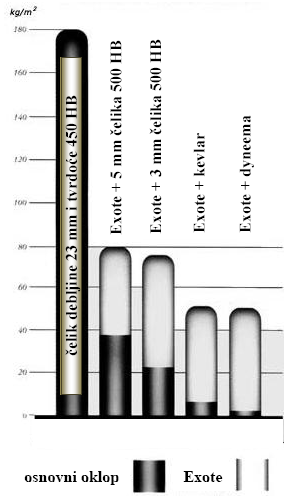 kg/m²
180
160
140
120
100
80
60
40
20
0
čelik debljine 23 mm i tvrdoće 450 HB
Exote + 5 mm čelika 500 HB
Exote + 3 mm čelika 500 HB
Exote + kevlar
Exote + dyneema
osnovni oklop
Exote